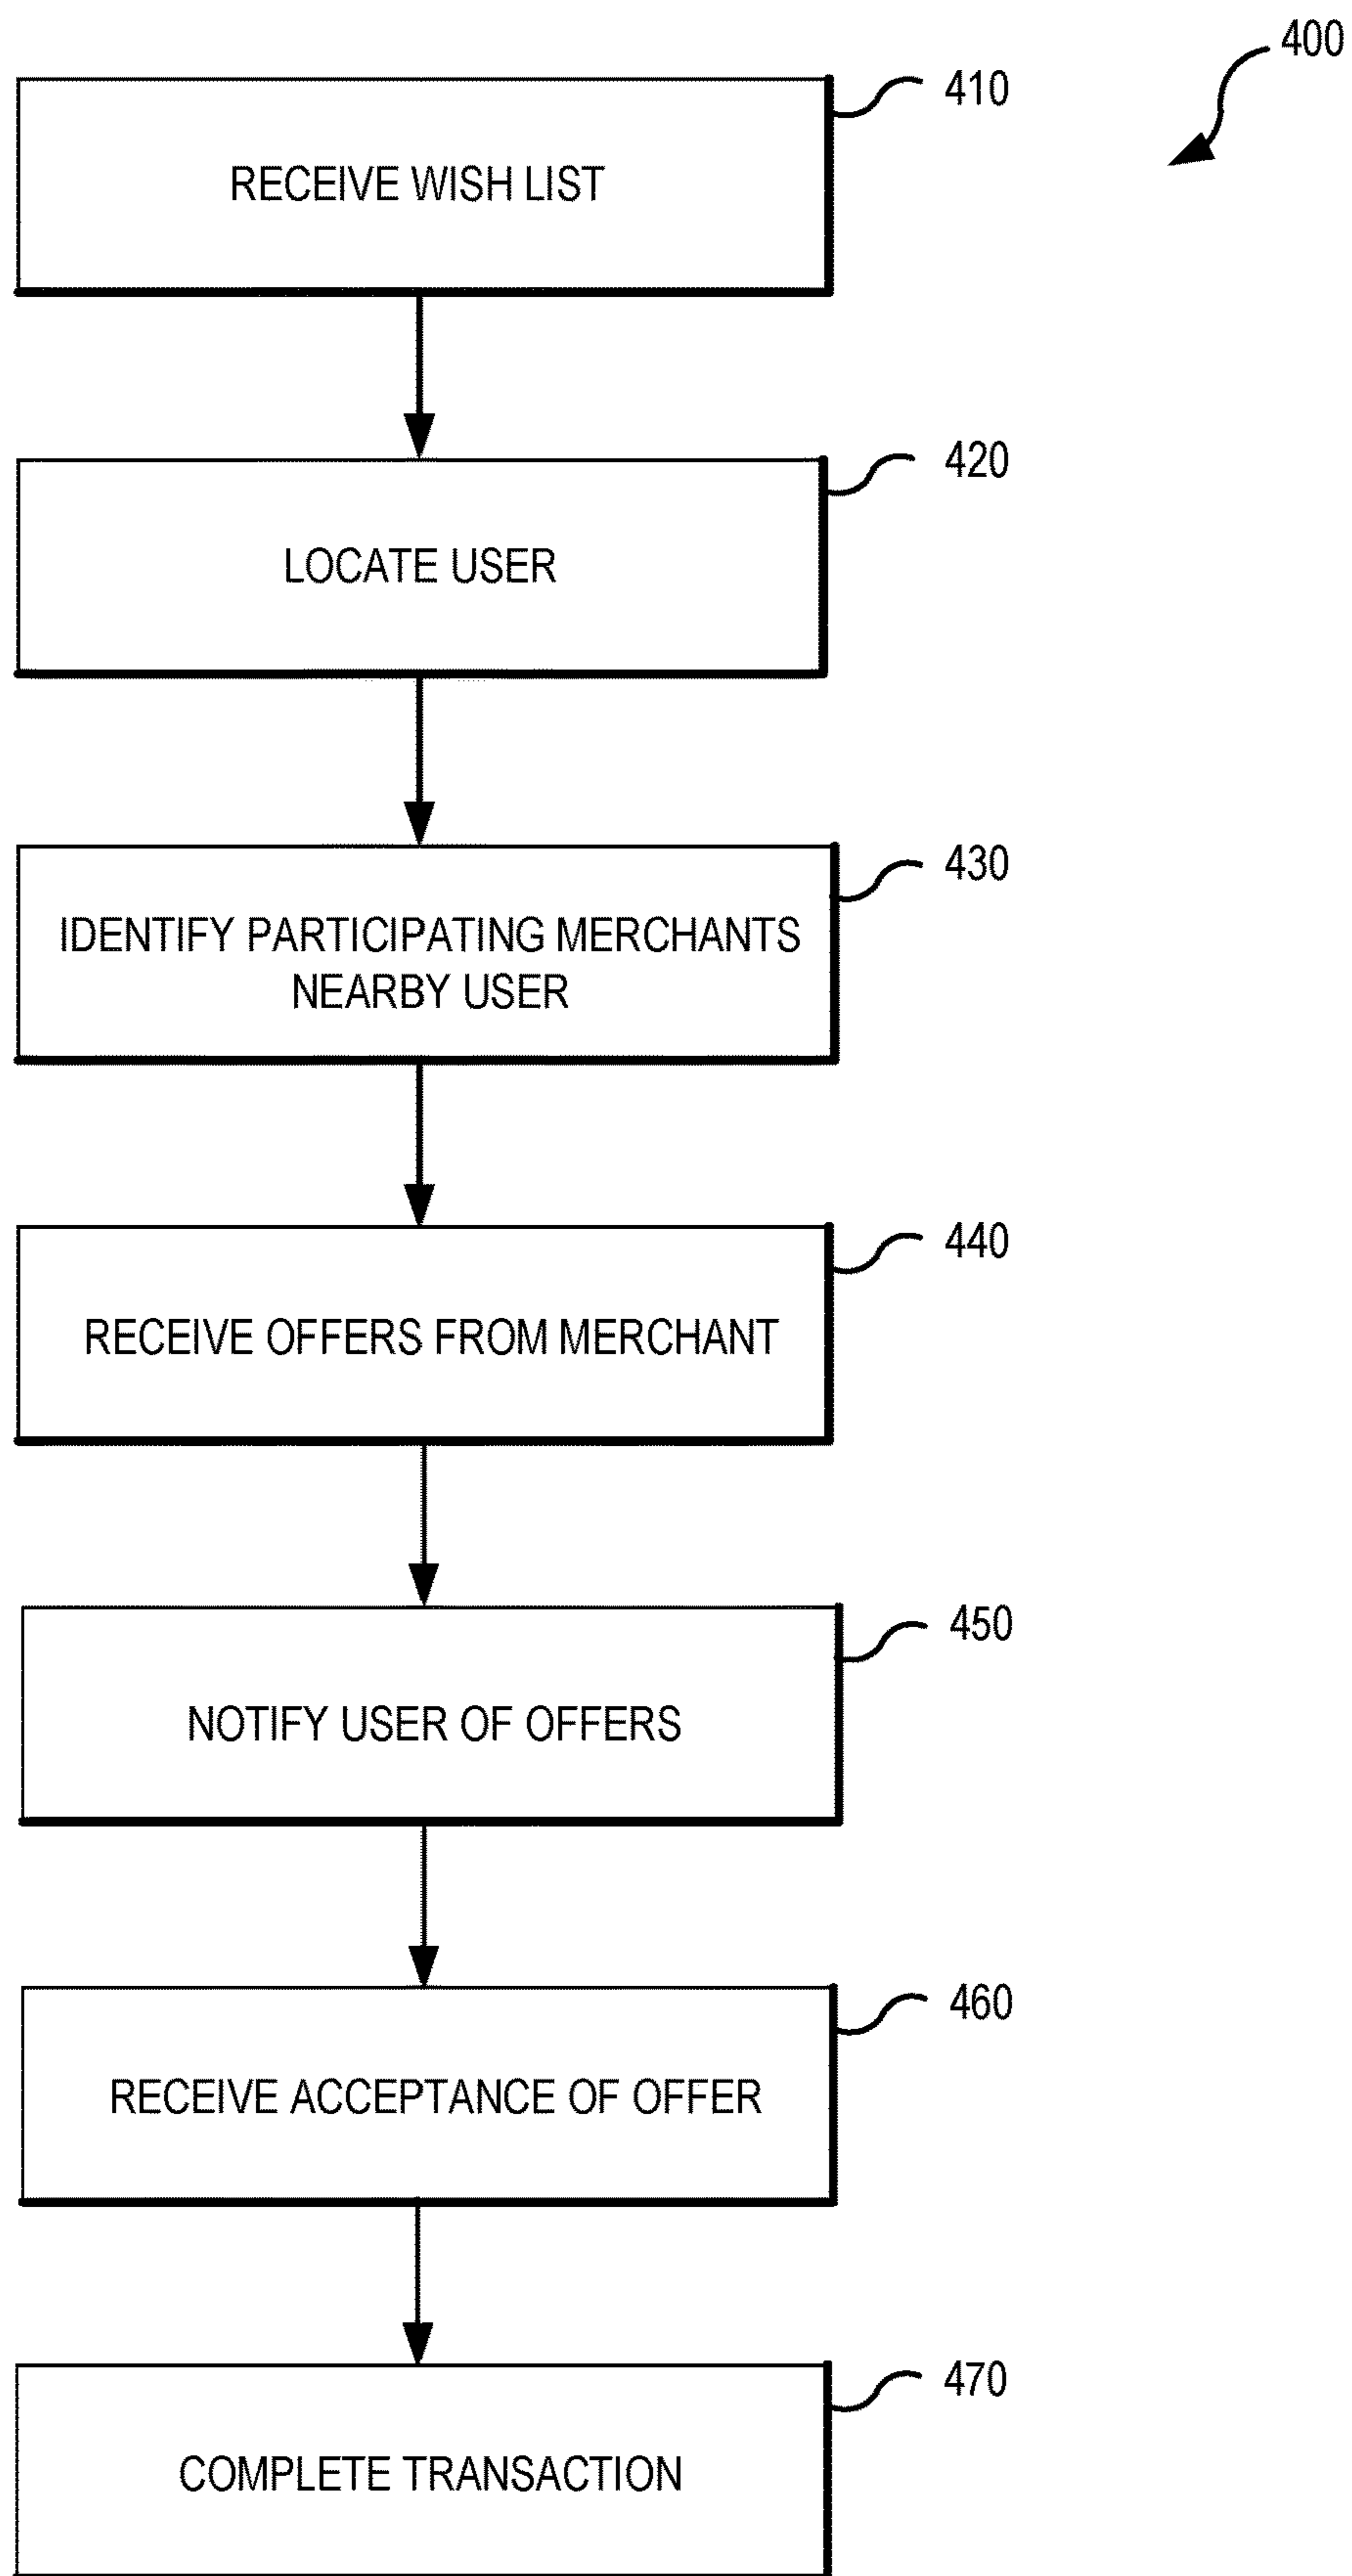 400
410
RECEIVE WISH LIST
420
LOCATE USER
430
IDENTIFY PARTICIPATING MERCHANTS
NEARBY USER
440
RECEIVE OFFERS FROM MERCHANT
450
NOTIFY USER OF OFFERS
460
RECEIVE ACCEPTANCE OF OFFER
470
COMPLETE TRANSACTION